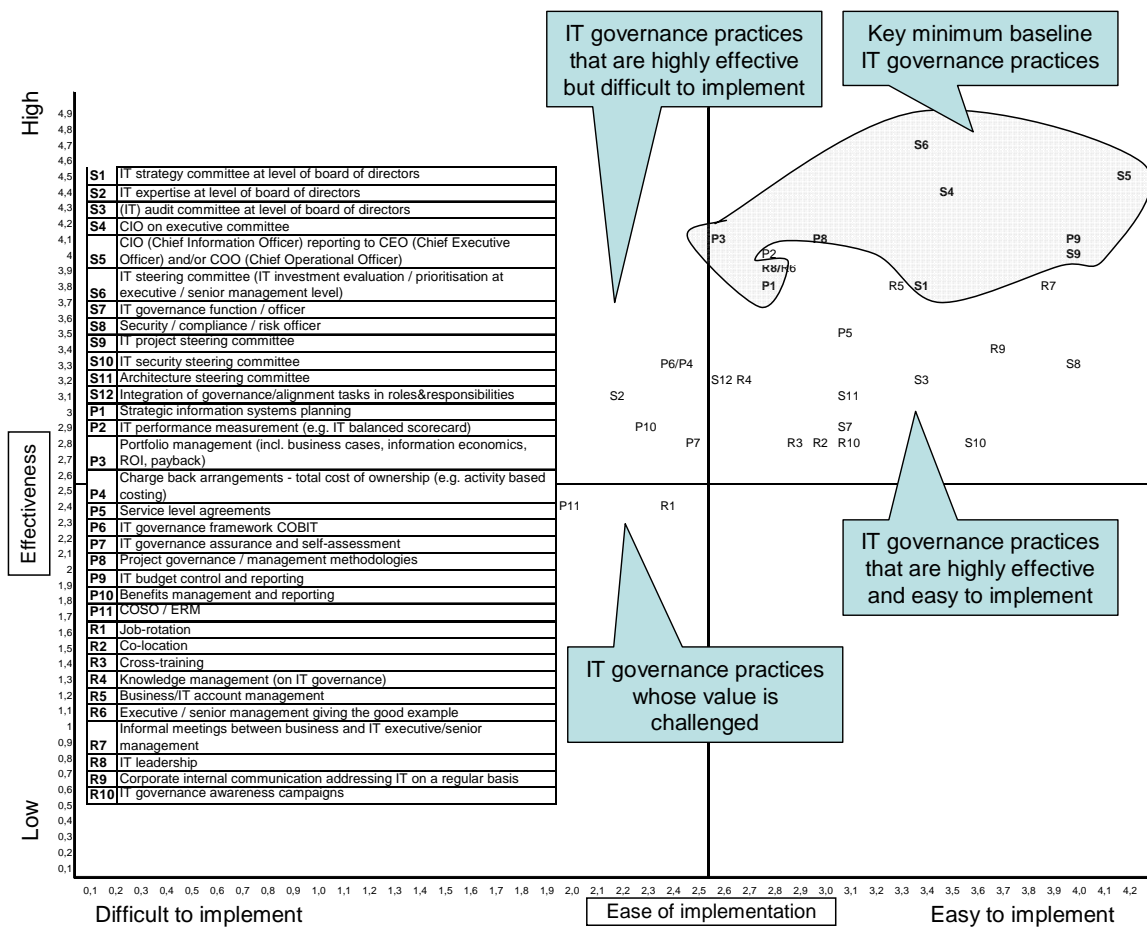 IT governance practices
that are highly effective
but difficult to implement
Key minimum baseline
IT governance practices
High
4,9
4,8
4,7
4,6
4,5
4,4
4,3
4,2
4,1
4
3,9
3,8
3,7
3,6
3,5
3,4
3,3
3,2
3,1
3
2,9
2,8
2,7
2,6
2,5
2,4
2,3
2,2
2,1
2
1,9
1,8
1,7
1,6
1,5
1,4
1,3
1,2
1,1
1
0,9
0,8
0,7
0,6
0,5
0,4
0,3
0,2
0,1
Effectiveness
Low
S1 IT strategy committee at level of board of directors
S2 IT expertise at level of board of directors
S3 (IT) audit committee at level of board of directors
S4 CIO on executive committee
CIO (Chief Information Officer) reporting to CEO (Chief Executive
S5 Officer) and/or COO (Chief Operational Officer)
IT steering committee (IT investment evaluation / prioritisation at
S6 executive / senior management level)
S7 IT governance function / officer
S8 Security / compliance / risk officer
S9 IT project steering committee
S10 IT security steering committee
S11 Architecture steering committee
S12 Integration of governance/alignment tasks in roles&responsibilities
P1 Strategic information systems planning
P2 IT performance measurement (e.g. IT balanced scorecard)
Portfolio management (incl. business cases, information economics,
P3 ROI, payback)
Charge back arrangements - total cost of ownership (e.g. activity based
P4 costing)
P5 Service level agreements
P6 IT governance framework COBIT
P7 IT governance assurance and self-assessment
P8 Project governance / management methodologies
P9 IT budget control and reporting
P10 Benefits management and reporting
P11 COSO / ERM
R1 Job-rotation
R2 Co-location
R3 Cross-training
R4 Knowledge management (on IT governance)
R5 Business/IT account management
R6 Executive / senior management giving the good example
Informal meetings between business and IT executive/senior
R7 management
R8 IT leadership
R9 Corporate internal communication addressing IT on a regular basis
R10 IT governance awareness campaigns
S6
S5
S4
P3 P8 P9
P2 S9
R8/R6
P1 R5 S1 R7
P5
R9
P6/P4 S8
S12 R4 S3
S2 S11
P10 S7
P7 R3 R2 R10 S10
P11 R1
IT governance practices
that are highly effective
and easy to implement
IT governance practices
whose value is
challenged
0,1 0,2 0,3 0,4 0,5 0,6 0,7 0,8 0,9 1,0 1,1 1,2 1,3 1,4 1,5 1,6 1,7 1,8 1,9 2,0 2,1 2,2 2,3 2,4 2,5 2,6 2,7 2,8 2,9 3,0 3,1 3,2 3,3 3,4 3,5 3,6 3,7 3,8 3,9 4,0 4,1 4,2
Difficult to implement Ease of implementation Easy to implement